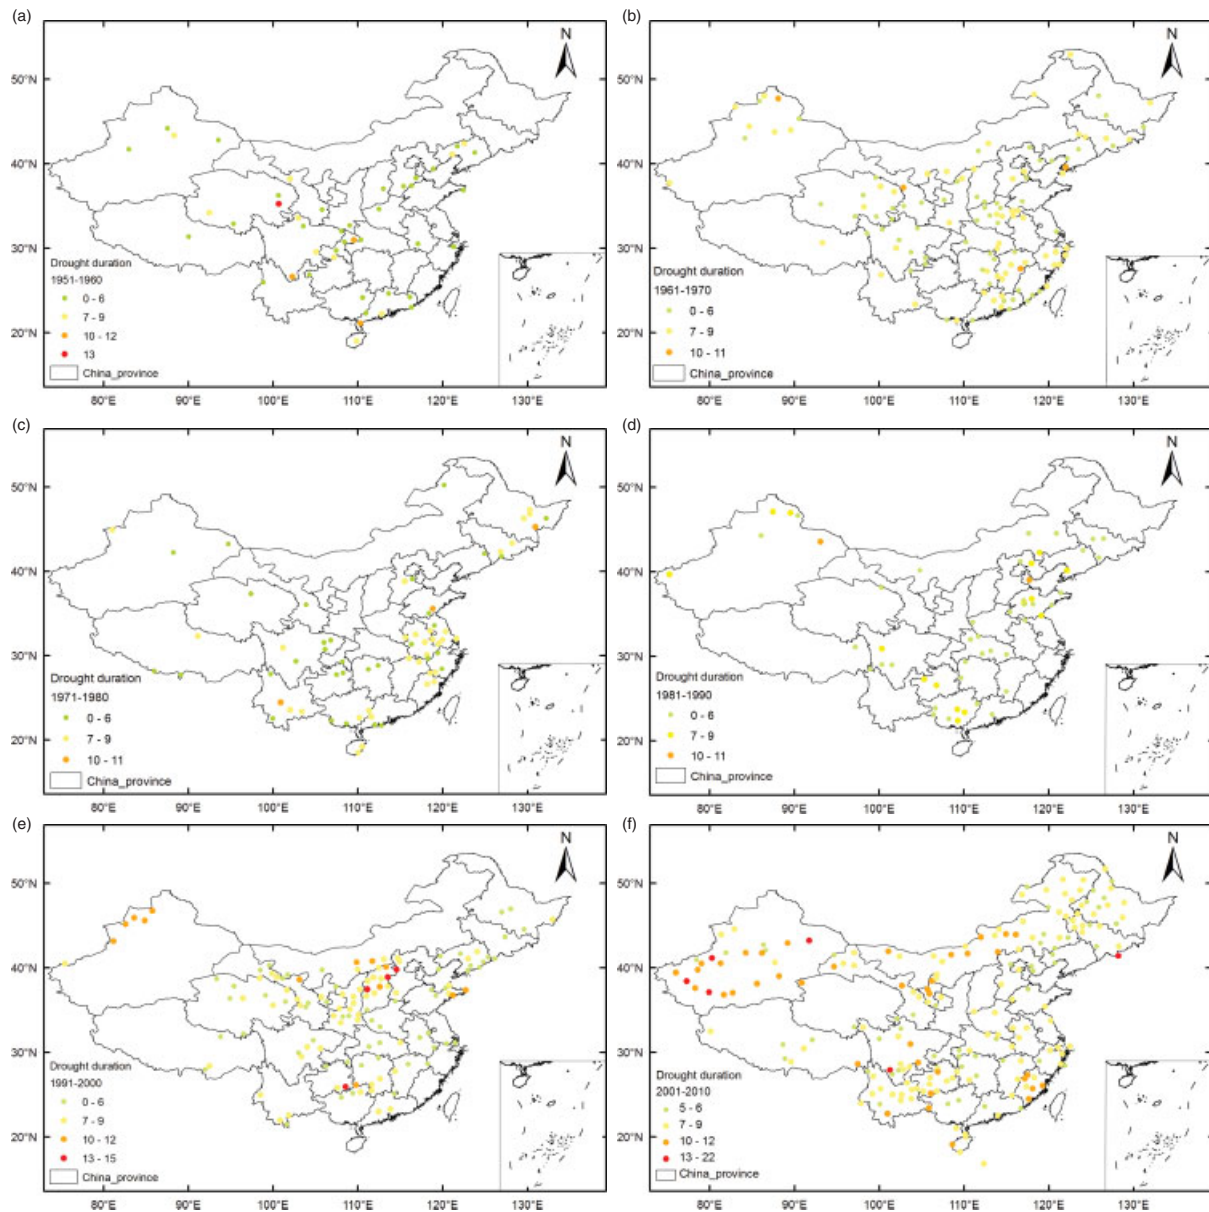 (a)
N
50°N
40°N
30°N
20°N
Drought duration
1951-1960
0 - 6
7 - 9
10 - 12
13
China_province
80°E 90°E 100°E 110°E 120°E 130°E
(b)
N
50°N
40°N
30°N
20°N
Drought duration
1961-1970
0 - 6
7 - 9
10 - 11
China_province
80°E 90°E 100°E 110°E 120°E 130°E
(c)
N
50°N
40°N
30°N
20°N
Drought duration
1971-1980
0 - 6
7 - 9
10 - 11
China_province
80°E 90°E 100°E 110°E 120°E 130°E
(d)
N
50°N
40°N
30°N
20°N
Drought duration
1981-1990
0 - 6
7 - 9
10 - 11
China_province
80°E 90°E 100°E 110°E 120°E 130°E
(e)
N
50°N
40°N
30°N
20°N
Drought duration
1991-2000
0 - 6
7 - 9
10 - 12
13 - 15
China_province
80°E 90°E 100°E 110°E 120°E 130°E
(f)
N
50°N
40°N
30°N
20°N
Drought duration
2001-2010
5 - 6
7 - 9
10 - 12
13 - 22
China_province
80°E 90°E 100°E 110°E 120°E 130°E